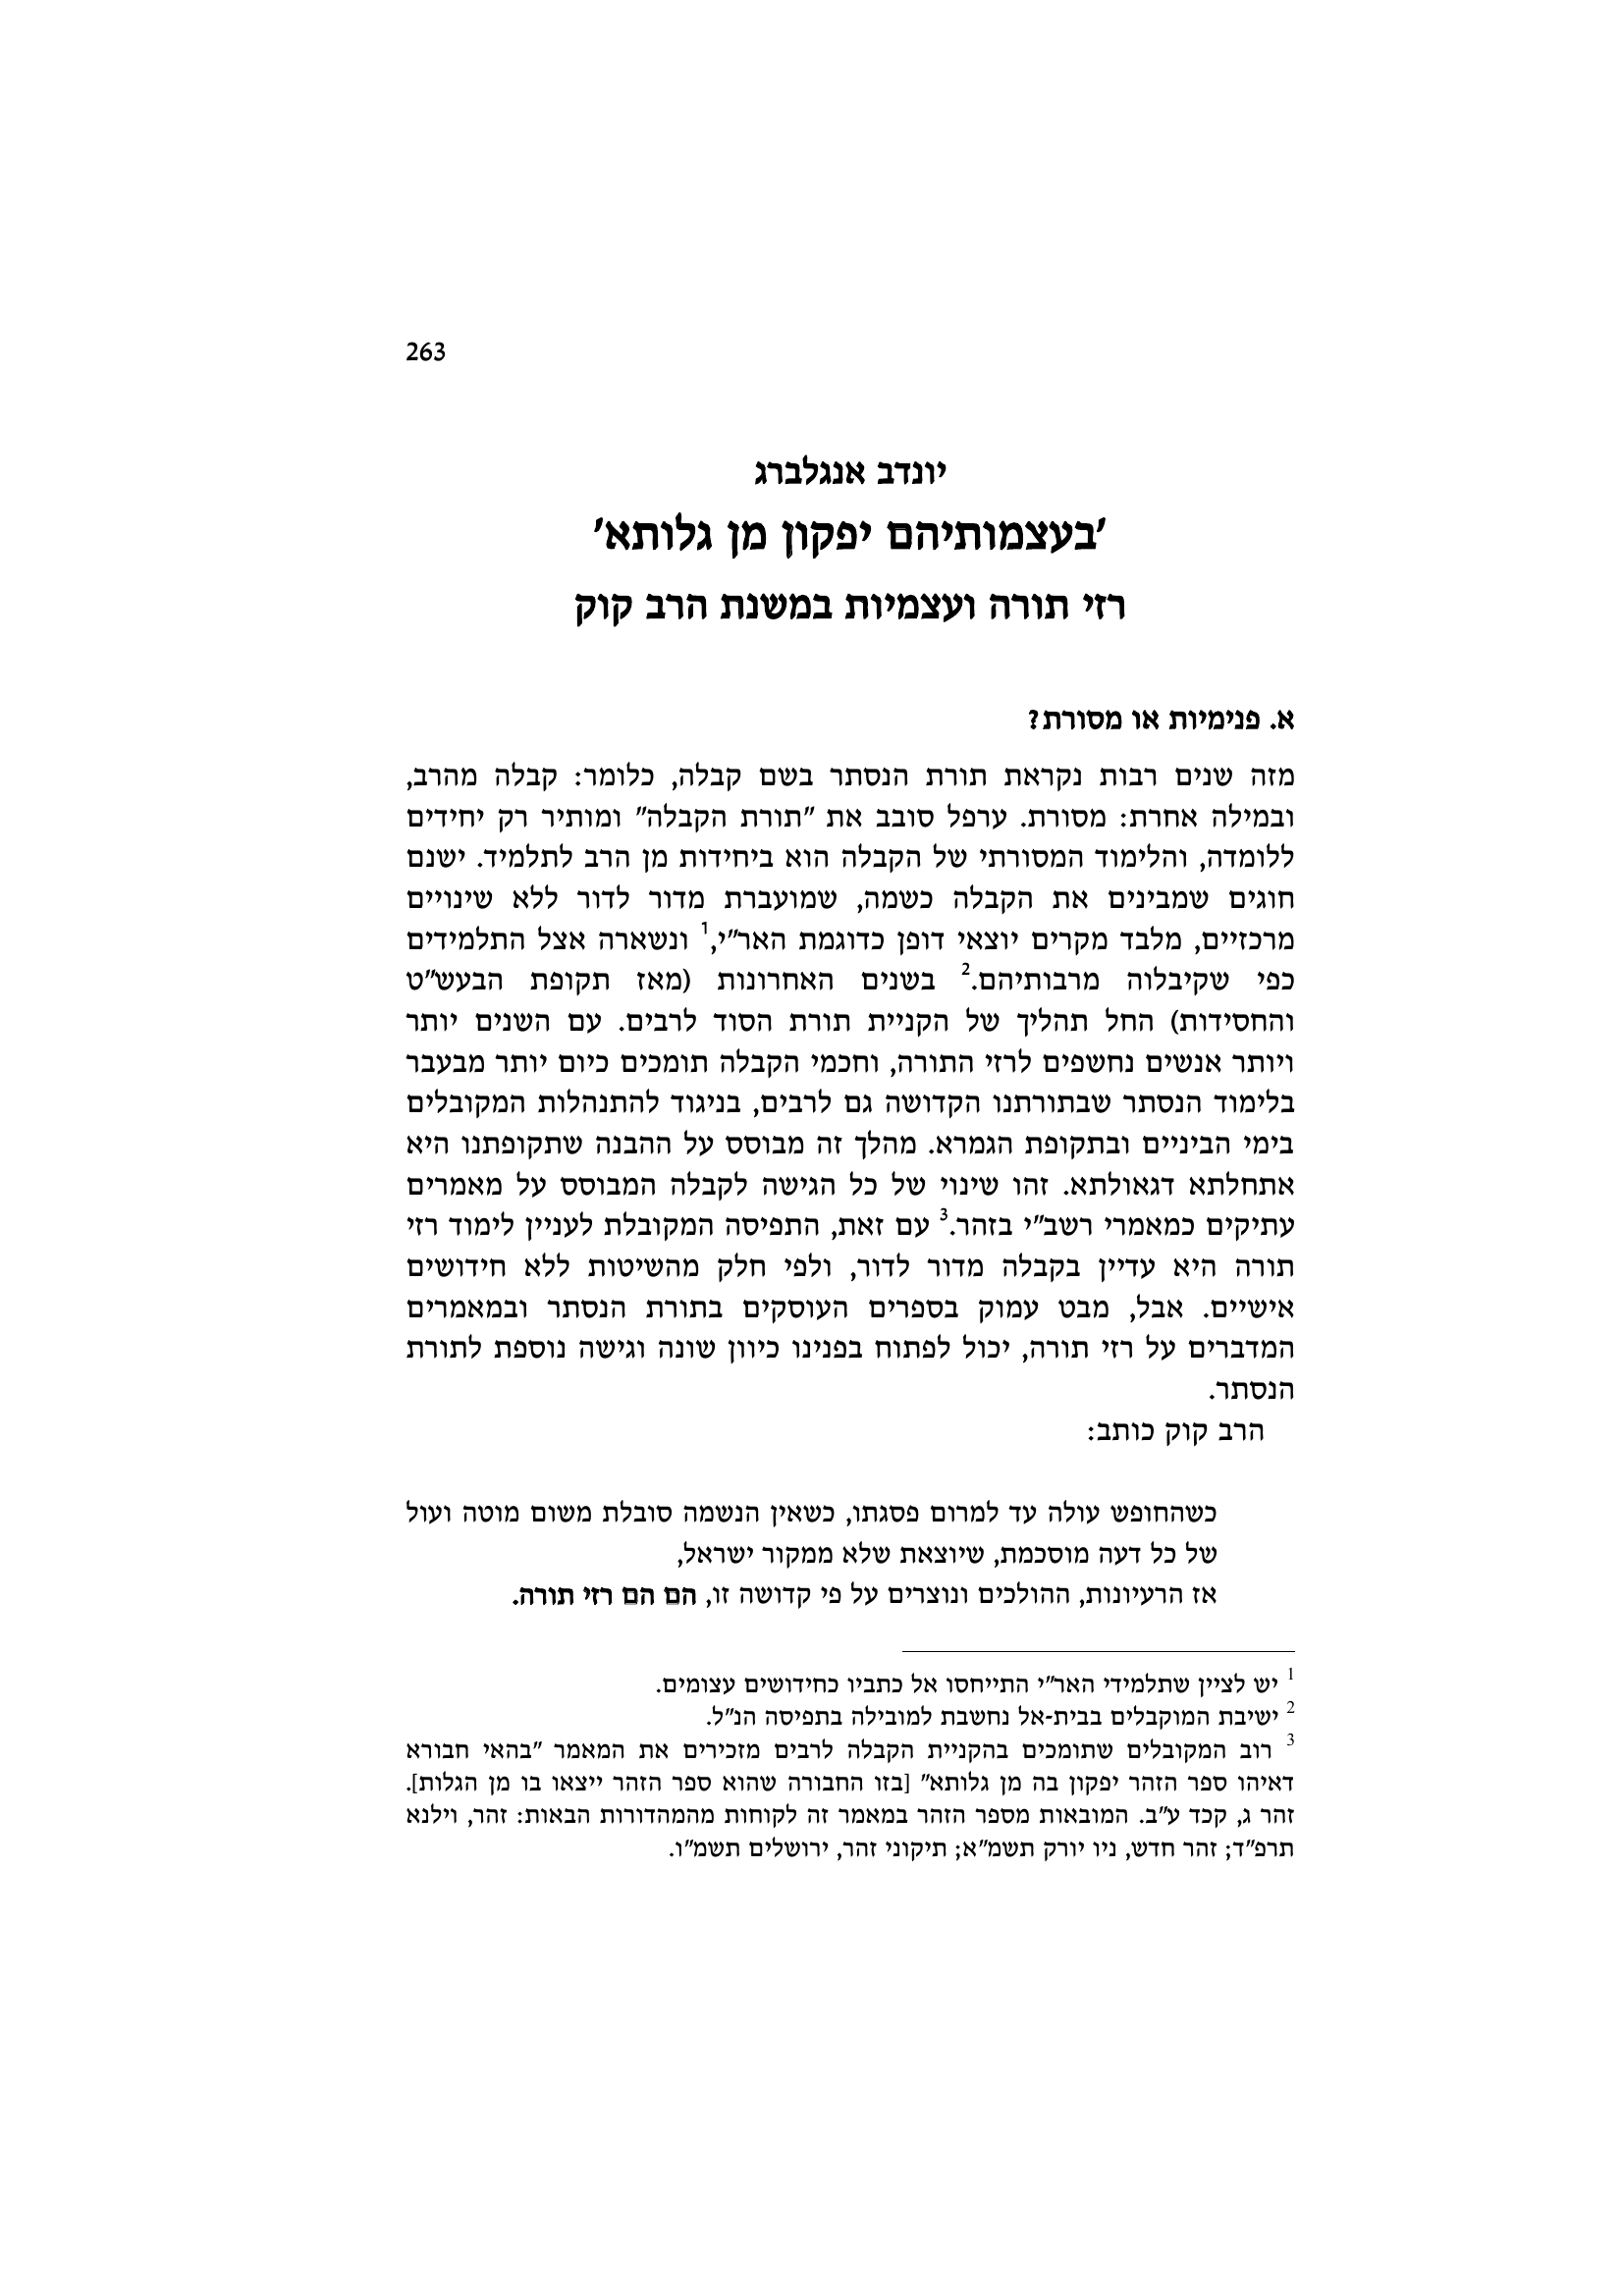 263
יונדב אנגלברג
'בעצמותיהם יפקון מן גלותא'
רזי תורה ועצמיות במשנת הרב קוק
א. פנימיות או מסורת?
מזה שנים רבות נקראת תורת הנסתר בשם קבלה, כלומר: קבלה מהרב,
ובמילה אחרת: מסורת. ערפל סובב את "תורת הקבלה" ומותיר רק יחידים
ללומדה, והלימוד המסורתי של הקבלה הוא ביחידות מן הרב לתלמיד. ישנם
חוגים שמבינים את הקבלה כשמה, שמועברת מדור לדור ללא שינויים
מרכזיים, מלבד מקרים יוצאי דופן כדוגמת האר"י,1 ונשארה אצל התלמידים
כפי שקיבלוה מרבותיהם.2 בשנים האחרונות (מאז תקופת הבעש"ט
והחסידות) החל תהליך של הקניית תורת הסוד לרבים. עם השנים יותר
ויותר אנשים נחשפים לרזי התורה, וחכמי הקבלה תומכים כיום יותר מבעבר
בלימוד הנסתר שבתורתנו הקדושה גם לרבים, בניגוד להתנהלות המקובלים
בימי הביניים ובתקופת הגמרא. מהלך זה מבוסס על ההבנה שתקופתנו היא
אתחלתא דגאולתא. זהו שינוי של כל הגישה לקבלה המבוסס על מאמרים
עתיקים כמאמרי רשב"י בזהר.3 עם זאת, התפיסה המקובלת לעניין לימוד רזי
תורה היא עדיין בקבלה מדור לדור, ולפי חלק מהשיטות ללא חידושים
אישיים. אבל, מבט עמוק בספרים העוסקים בתורת הנסתר ובמאמרים
המדברים על רזי תורה, יכול לפתוח בפנינו כיוון שונה וגישה נוספת לתורת
הנסתר.
הרב קוק כותב:
כשהחופש עולה עד למרום פסגתו, כשאין הנשמה סובלת משום מוטה ועול
של כל דעה מוסכמת, שיוצאת שלא ממקור ישראל,
אז הרעיונות, ההולכים ונוצרים על פי קדושה זו, הם הם רזי תורה.
1 יש לציין שתלמידי האר"י התייחסו אל כתביו כחידושים עצומים.
2 ישיבת המוקבלים בבית-אל נחשבת למובילה בתפיסה הנ"ל.
3 רוב המקובלים שתומכים בהקניית הקבלה לרבים מזכירים את המאמר "בהאי חבורא
דאיהו ספר הזהר יפקון בה מן גלותא" [בזו החבורה שהוא ספר הזהר ייצאו בו מן הגלות].
זהר ג, קכד ע"ב. המובאות מספר הזהר במאמר זה לקוחות מהמהדורות הבאות: זהר, וילנא
תרפ"ד; זהר חדש, ניו יורק תשמ"א; תיקוני זהר, ירושלים תשמ"ו.